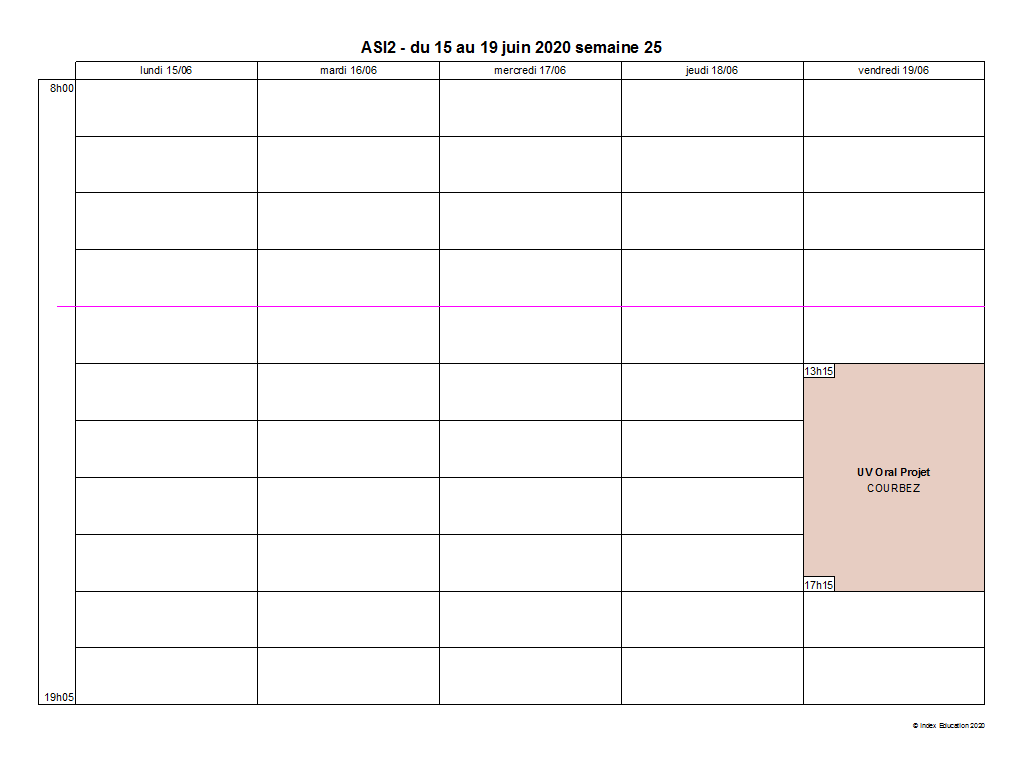 ASI2 - du 15 au 19 juin 2020 semaine 25
lundi 15/06
mardi 16/06
mercredi 17/06
jeudi 18/06
vendredi 19/06
8h00
13h15
UV Oral Projet
COURBEZ
17h15
19h05
© Index Education 2020